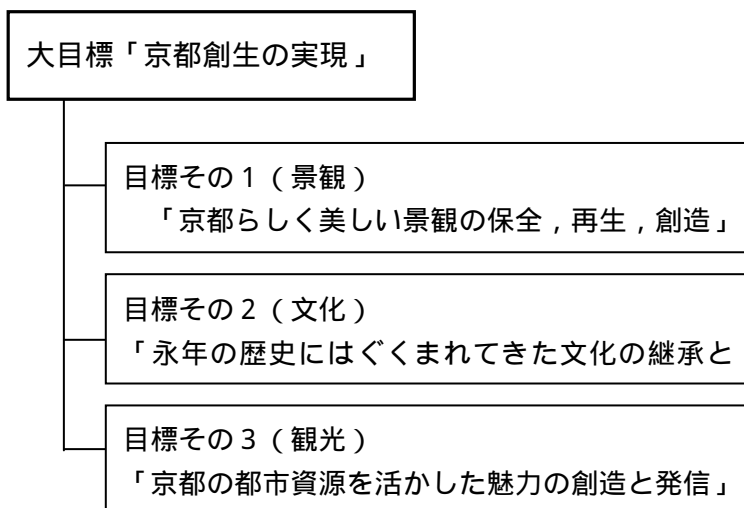 大目標「京都創生の実現」
目標その1(景観)
「京都らしく美しい景観の保全,再生,創造」
目標その2(文化)
「永年の歴史にはぐくまれてきた文化の継承と
目標その3(観光)
「京都の都市資源を活かした魅力の創造と発信」